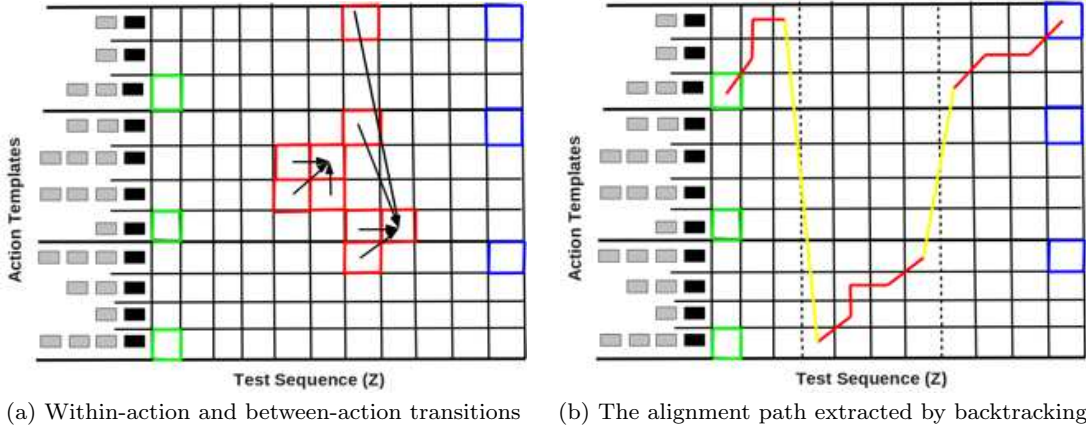 Action Templates
Test Sequence (Z)
(a) Within-action and between-action transitions
Action Templates
Test Sequence (Z)
(b) The alignment path extracted by backtracking